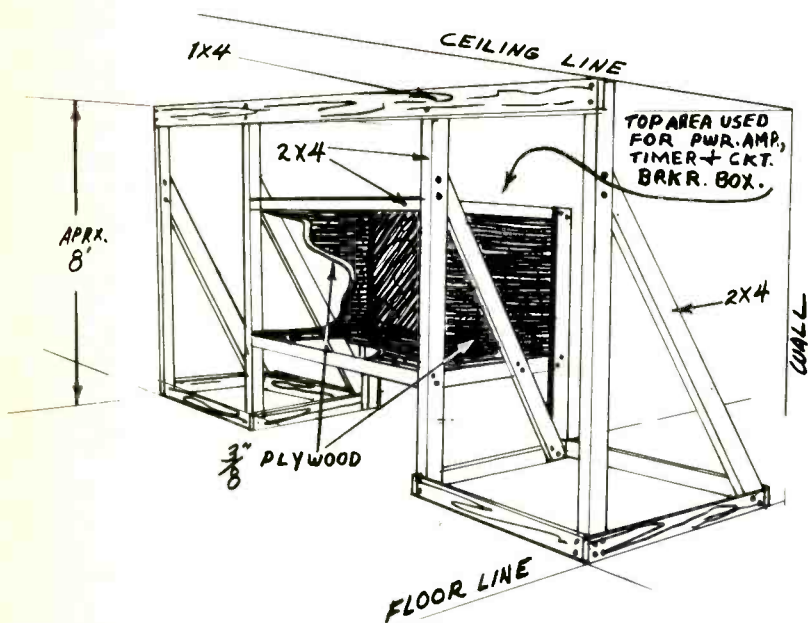 CEILING LINE
1X4
TOP AREA USED
FOR PWR. AMP,
TIMER + CKT.
BRKR. BOX.
2X4
APRX.
8'
2X4
WALL
3/8" PLYWOOD
FLOOR LINE